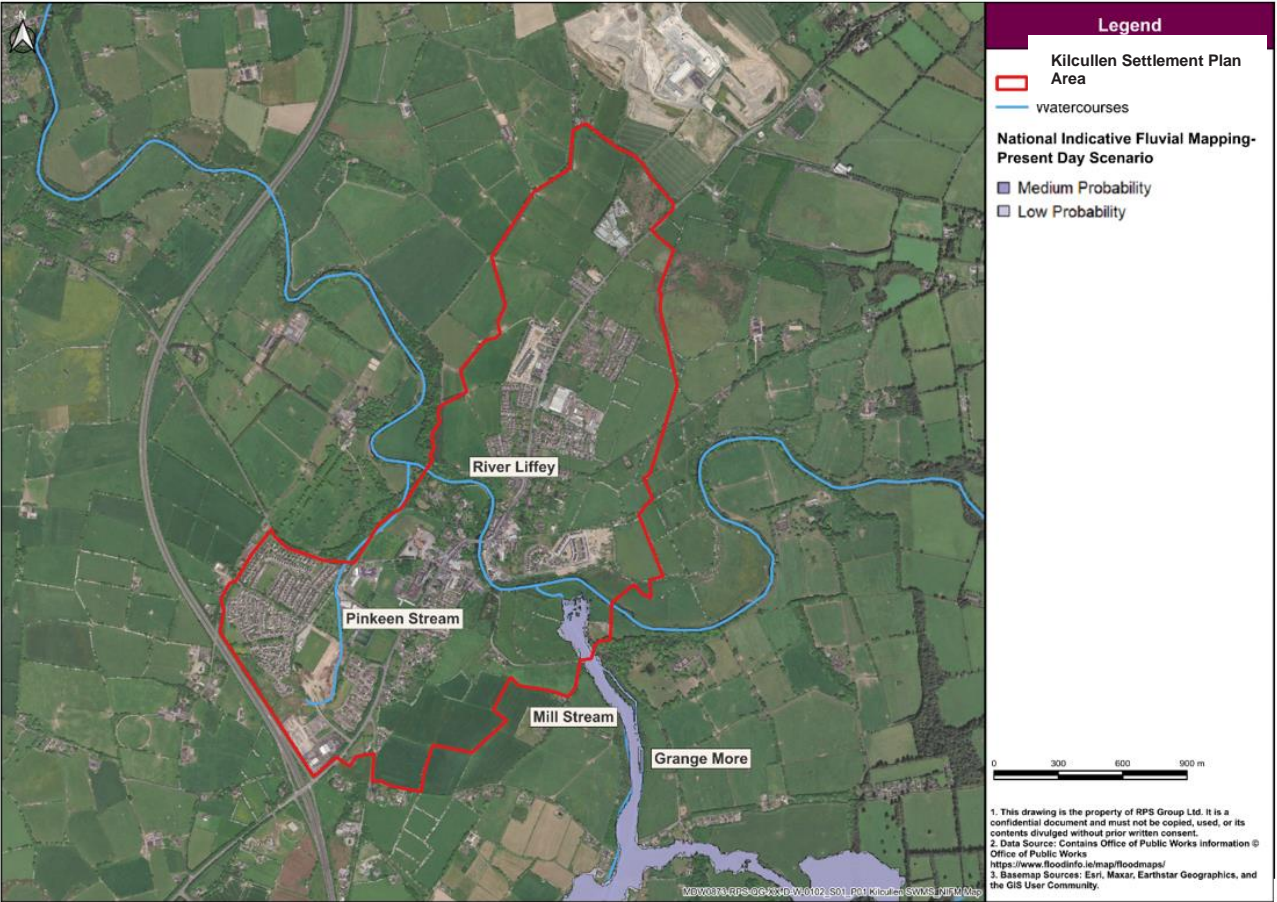 N
Legend
Kilcullen Settlement Plan
Area
Watercourses
National Indicative Fluvial Mapping-
Present Day Scenario
Medium Probability
Low Probability
River Liffey
Pinkeen Stream
Mill Stream
Grange More
0 300 600 900 m
1. This drawing is the property of RPS Group Ltd. It is a
confidential document and must not be copied, used, or its
contents divulged without prior written consent.
2. Data Source: Contains Office of Public Works information ©
Office of Public Works
https://www.floodinfo.ie/map/floodmaps/
3. Basemap Sources: Esri, Maxar, Earthstar Geographics, and
the GIS User Community.
MDW0873-RPS-QG-XX-D-W-0102_S01_P01 Kilcullen SWMS_NIFM Map